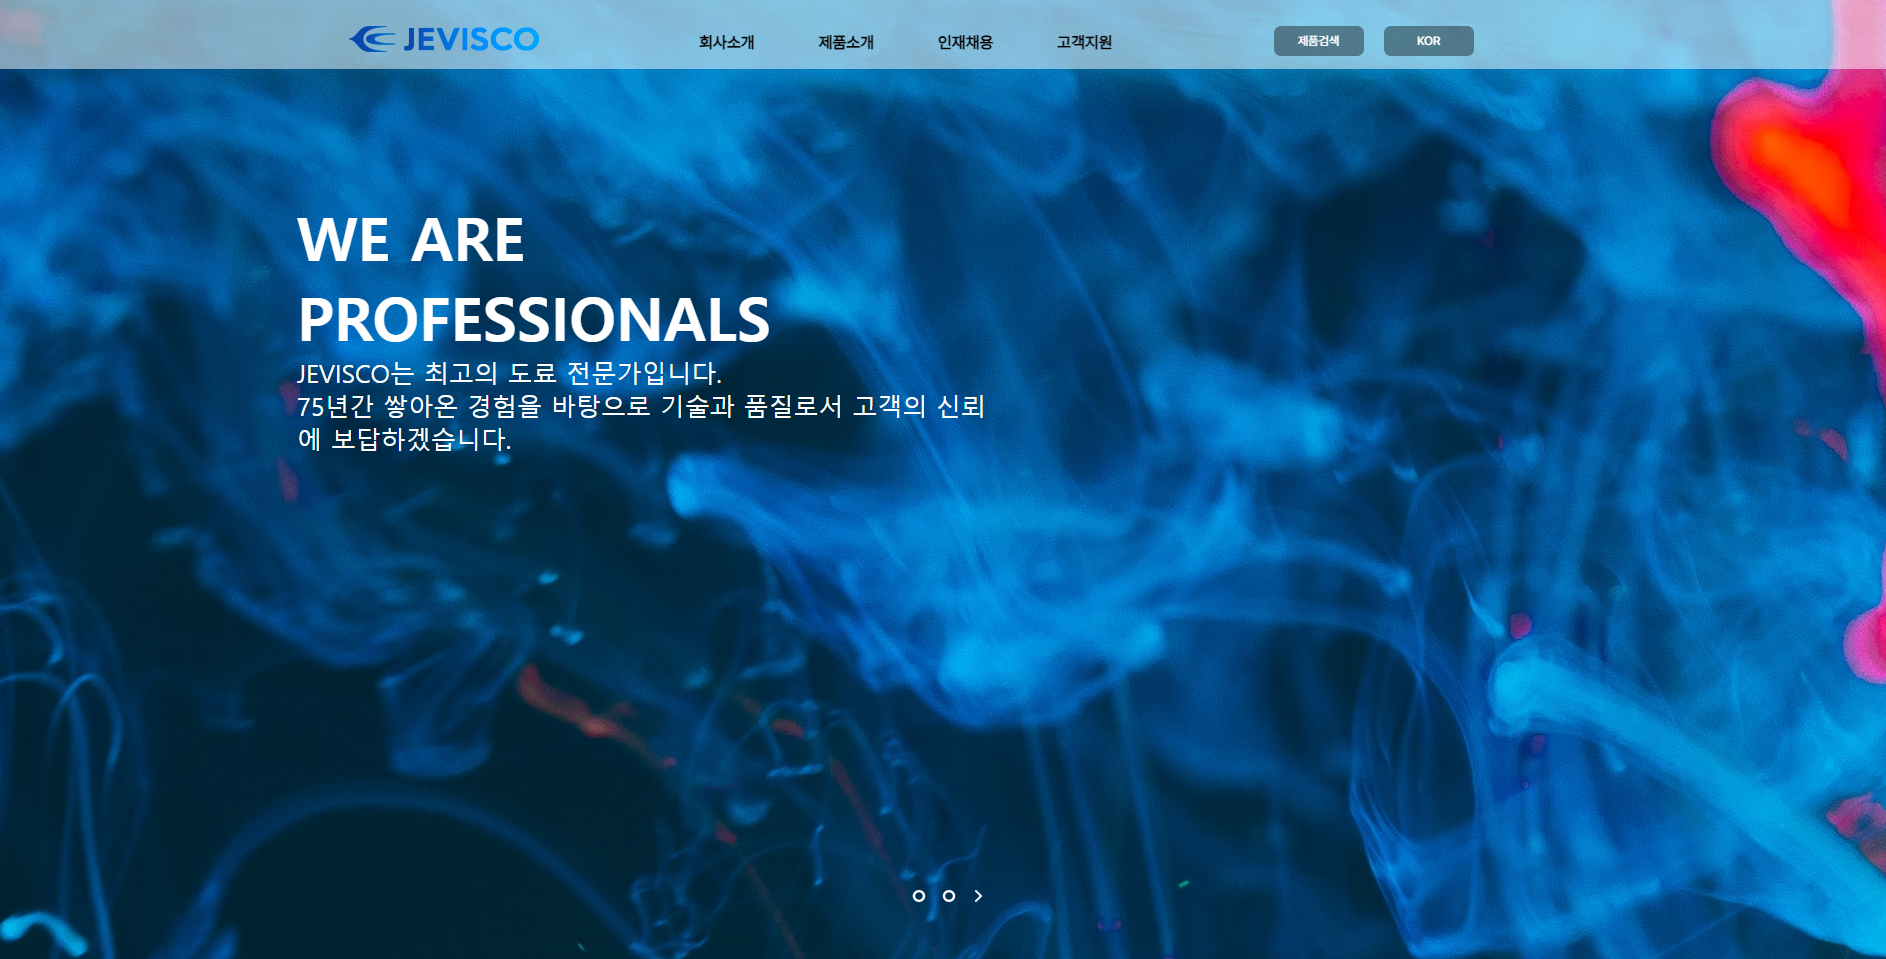 JEVISCO
회사소개
제품소개
인재채용
고객지원
제품검색
KOR
WE ARE
PROFESSIONALS
JEVISCO는 최고의 도료 전문가입니다.
75년간 쌓아온 경험을 바탕으로 기술과 품질로서 고객의 신뢰
에 보답하겠습니다.